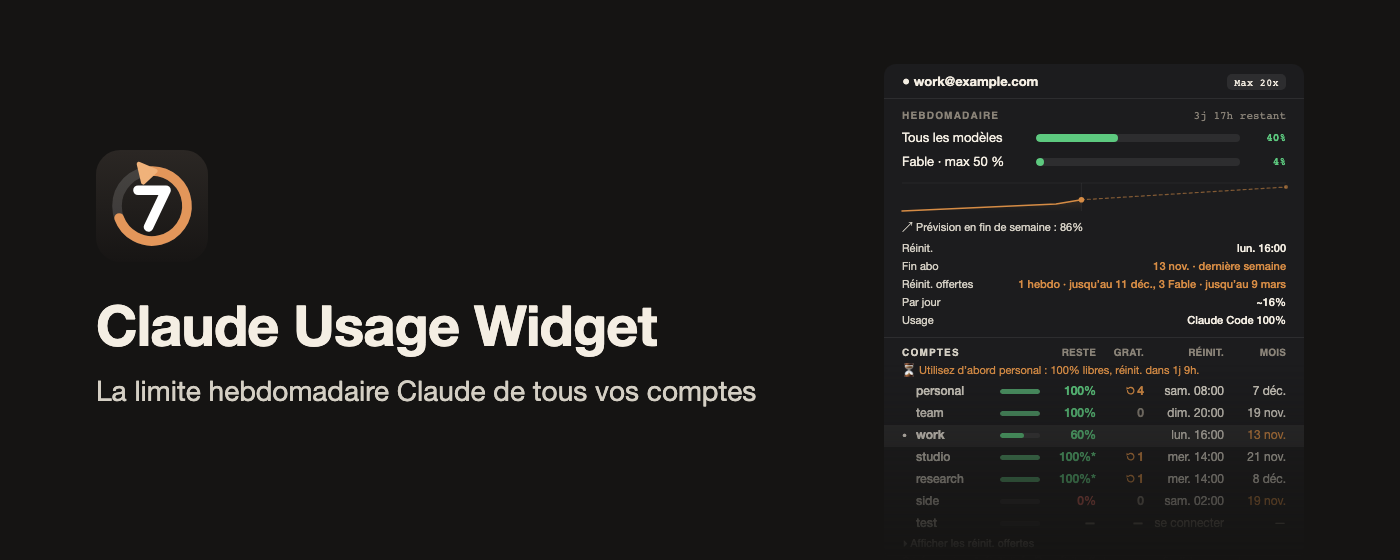 7
Claude Usage Widget
La limite hebdomadaire Claude de tous vos comptes
• work@example.com Max 20x
HEBDOMADAIRE 3j 17h restant
Tous les modèles 40%
Fable · max 50 % 4%
↗ Prévision en fin de semaine : 86%
Réinit. lun. 16:00
Fin abo 13 nov. · dernière semaine
Réinit. offertes 1 hebdo · jusqu'au 11 déc., 3 Fable · jusqu'au 9 mars
Par jour ~16%
Usage Claude Code 100%
COMPTES RESTE GRAT. RÉINIT. MOIS
⏳ Utilisez d'abord personal : 100% libres, réinit. dans 1j 9h.
personal 100% 4 sam. 08:00 7 déc.
team 100% 0 dim. 20:00 19 nov.
• work 60% lun. 16:00 13 nov.
studio 100%* 1 mer. 14:00 21 nov.
research 100%* 1 mer. 14:00 8 déc.
side 0% 0 sam. 02:00 19 nov.
test — — se connecter —
Afficher les réinit. offertes